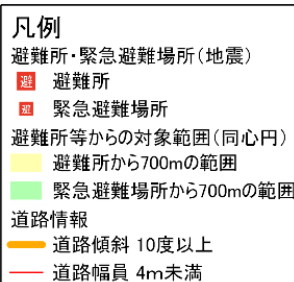 凡例
避難所・緊急避難場所（地震）
避 避難所
避 緊急避難場所
避難所等からの対象範囲（同心円）
避難所から700mの範囲
緊急避難場所から700mの範囲
道路情報
道路傾斜 10度以上
道路幅員 4m未満